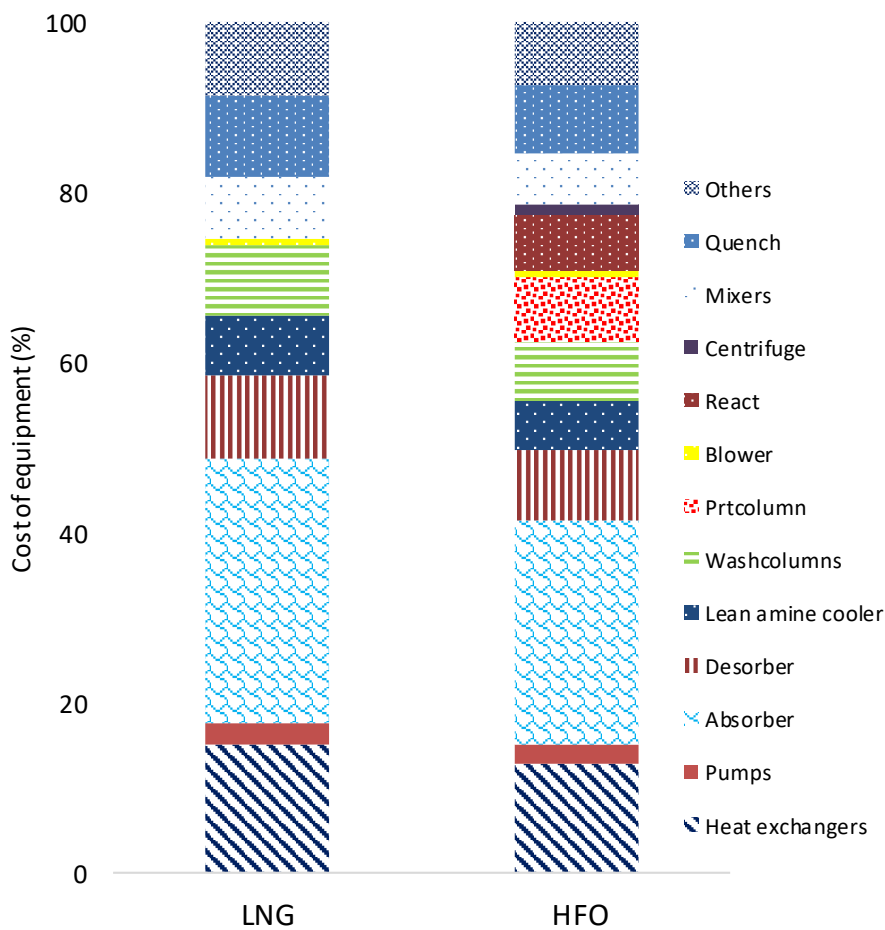 100
80
60
40
20
0
Cost of equipment (%)
LNG
HFO
Others
Quench
Mixers
Centrifuge
React
Blower
Prtcolumn
Washcolumns
Lean amine cooler
Desorber
Absorber
Pumps
Heat exchangers